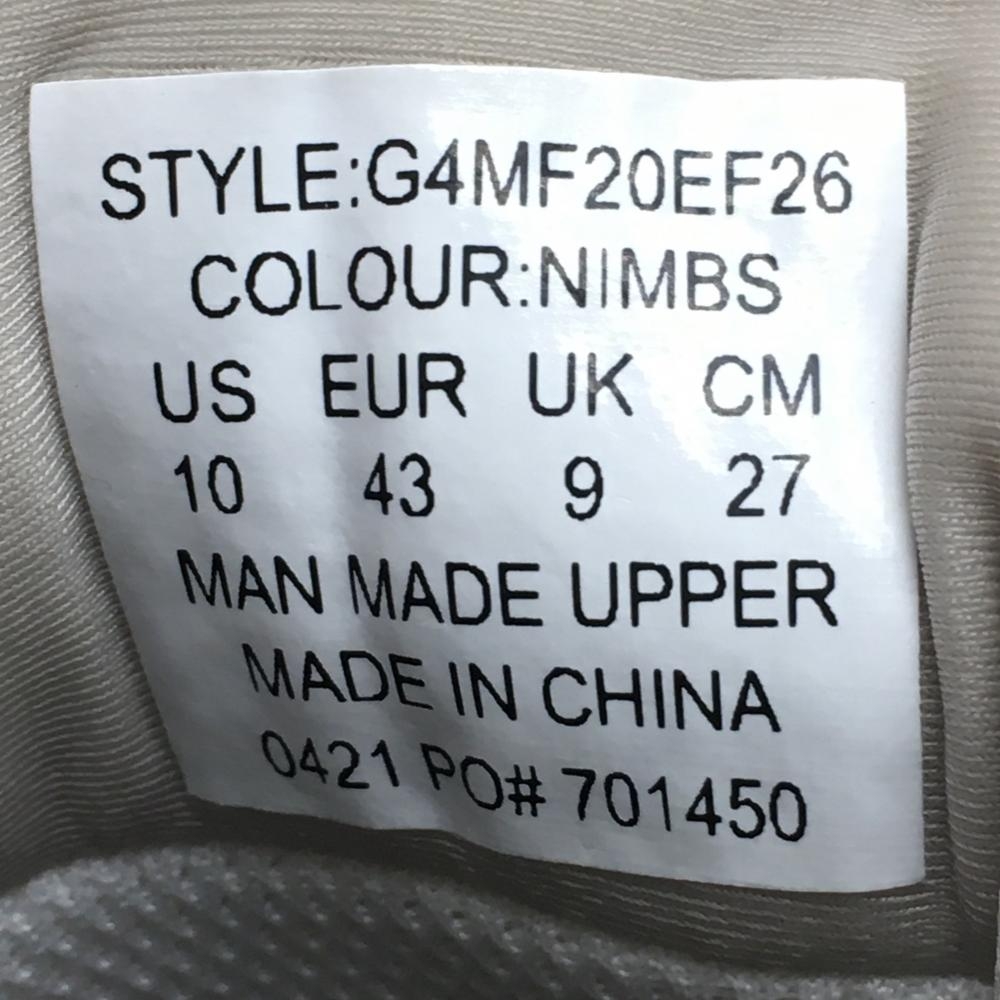 STYLE:G4MF20EF26
COLOUR:NIMBS
US EUR UK CM
10 43 9 27
MAN MADE UPPER
MADE IN CHINA
0421 PO# 701450